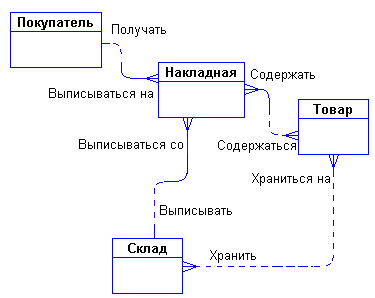 Покупатель
Получать
Накладная
Содержать
Выписываться на
Товар
Выписываться со
Содержаться
Храниться на
Выписывать
Склад
Хранить